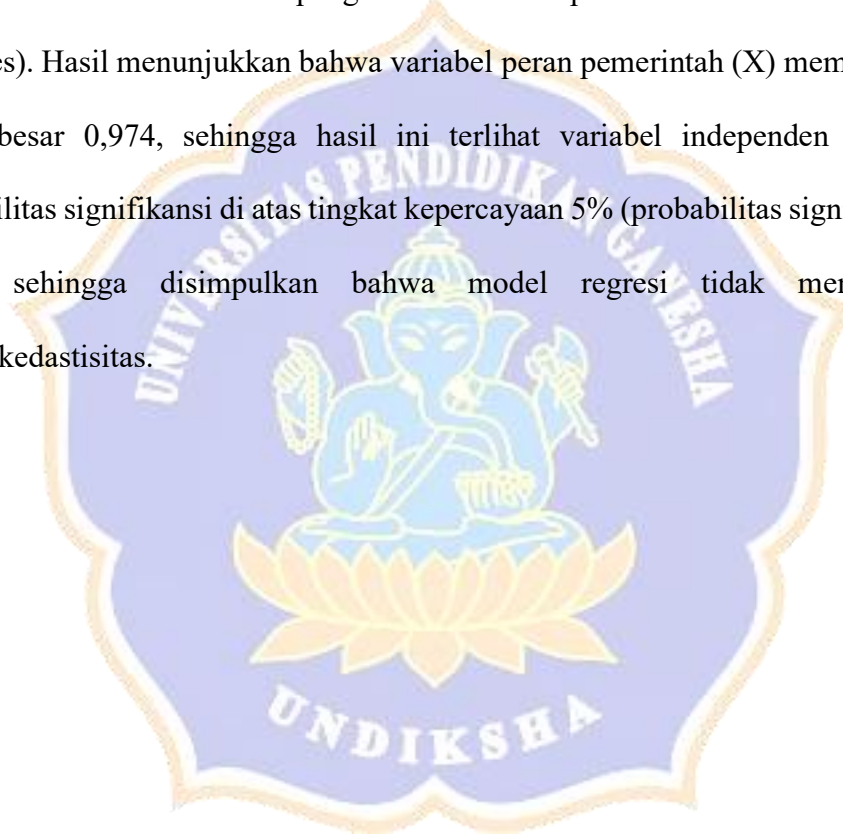 es). Hasil menunjukkan bahwa variabel peran pemerintah (X) mem
besar 0,974, sehingga hasil ini terlihat variabel independen
ilitas signifikansi di atas tingkat kepercayaan 5% (probabilitas sign
sehingga disimpulkan bahwa model regresi tidak mer
kedastisitas.
UNIVERSITAS PENDIDIKAN GANESHA
UNDIKSHA